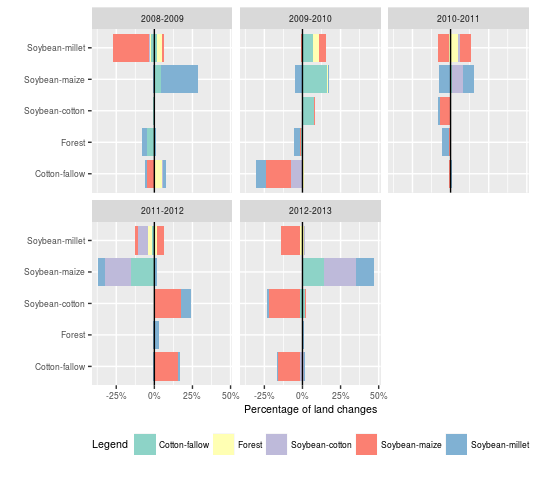 2008-2009 2009-2010 2010-2011
Soybean-millet
Soybean-maize
Soybean-cotton
Forest
Cotton-fallow
2011-2012 2012-2013
Soybean-millet
Soybean-maize
Soybean-cotton
Forest
Cotton-fallow
-25% 0% 25% 50% -25% 0% 25% 50%
Percentage of land changes
Legend Cotton-fallow Forest Soybean-cotton Soybean-maize Soybean-millet